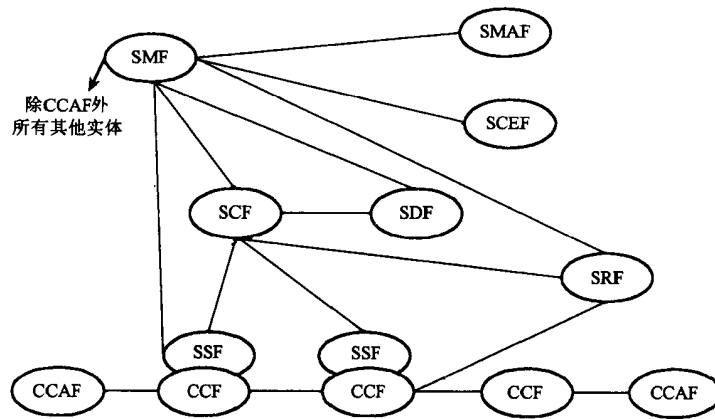 SMAF
SMF
除CCAF外
所有其他实体
SCEF
SCF
SDF
SRF
SSF
SSF
CCAF
CCF
CCF
CCF
CCAF